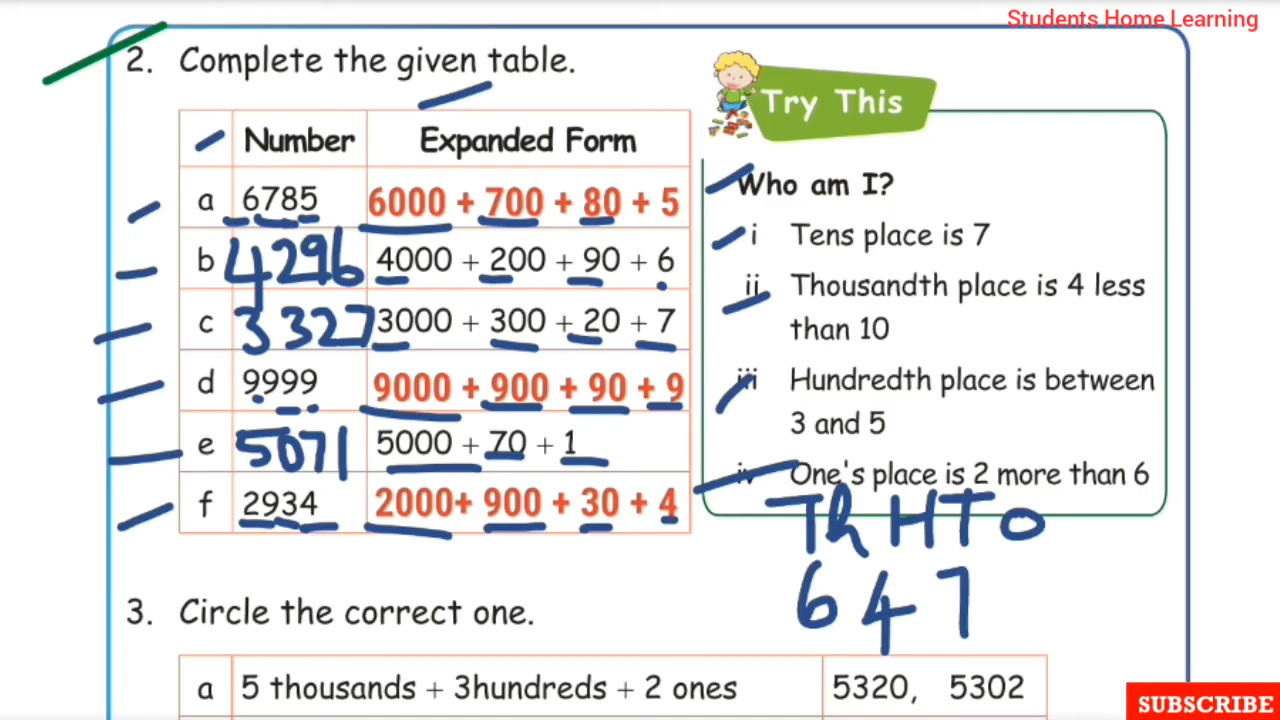 Students Home Learning
2. Complete the given table.
Number Expanded Form
a 6785 6000 + 700 + 80 + 5
b 4296 4000 + 200 + 90 + 6
c 3327 3000 + 300 + 20 + 7
d 9999 9000 + 900 + 90 + 9
e 5071 5000 + 70 + 1
f 2934 2000+ 900 + 30 + 4
Try This
Who am I?
i Tens place is 7
ii Thousandth place is 4 less
than 10
iii Hundredth place is between
3 and 5
iv One's place is 2 more than 6
Th H T O
6 4 7
3. Circle the correct one.
a 5 thousands + 3hundreds + 2 ones 5320, 5302
SUBSCRIBE